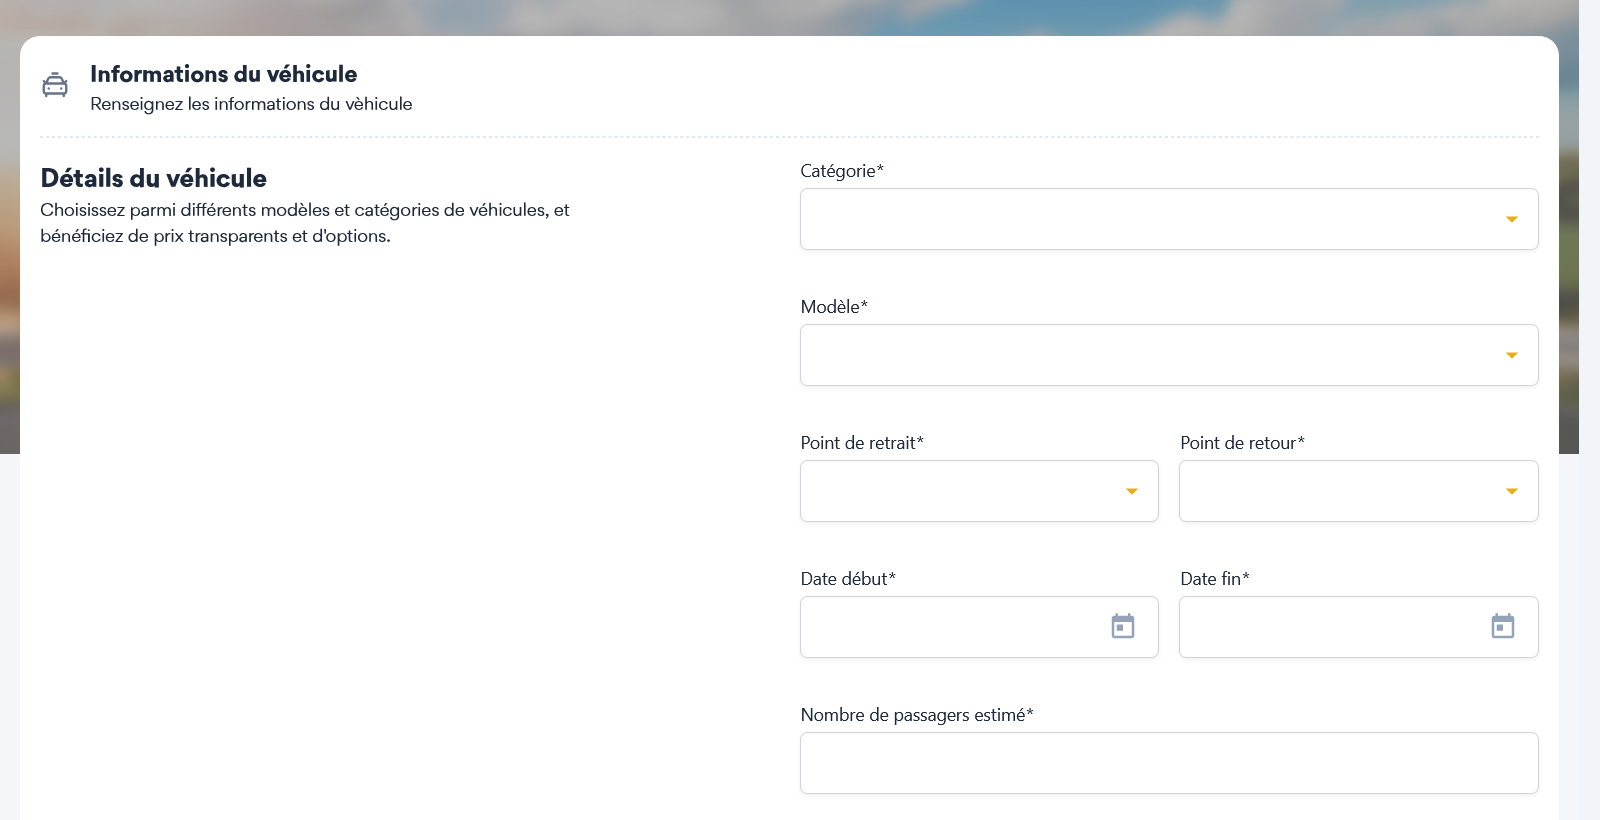 Informations du véhicule
Renseignez les informations du vèhicule
Détails du véhicule
Choisissez parmi différents modèles et catégories de véhicules, et
bénéficiez de prix transparents et d'options.
Catégorie*
Modèle*
Point de retrait*
Point de retour*
Date début*
Date fin*
Nombre de passagers estimé*